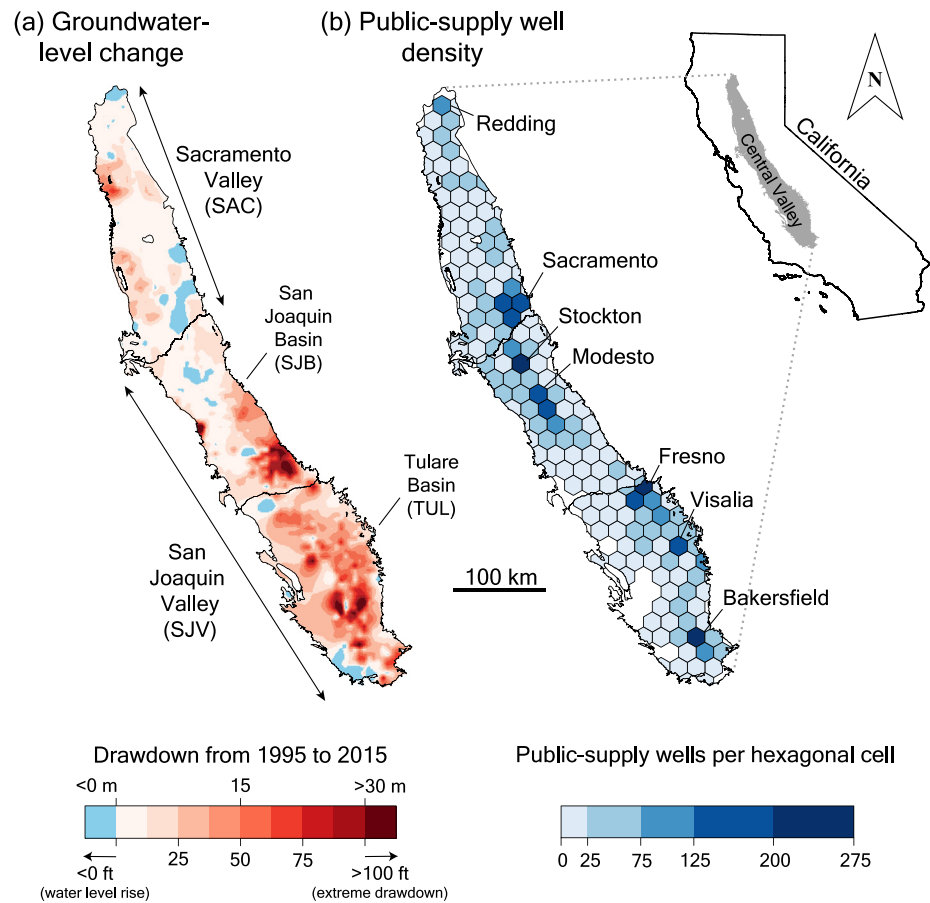 (a) Groundwater-
level change
(b) Public-supply well
density
N
California
Central Valley
Redding
Sacramento
Valley
(SAC)
Sacramento
San
Joaquin
Basin
(SJB)
Stockton
Modesto
Tulare
Basin
(TUL)
Fresno
Visalia
San
Joaquin
Valley
(SJV)
100 km
Bakersfield
Drawdown from 1995 to 2015
<0 m 15 >30 m
25 50 75
<0 ft >100 ft
(water level rise) (extreme drawdown)
Public-supply wells per hexagonal cell
0 25 75 125 200 275